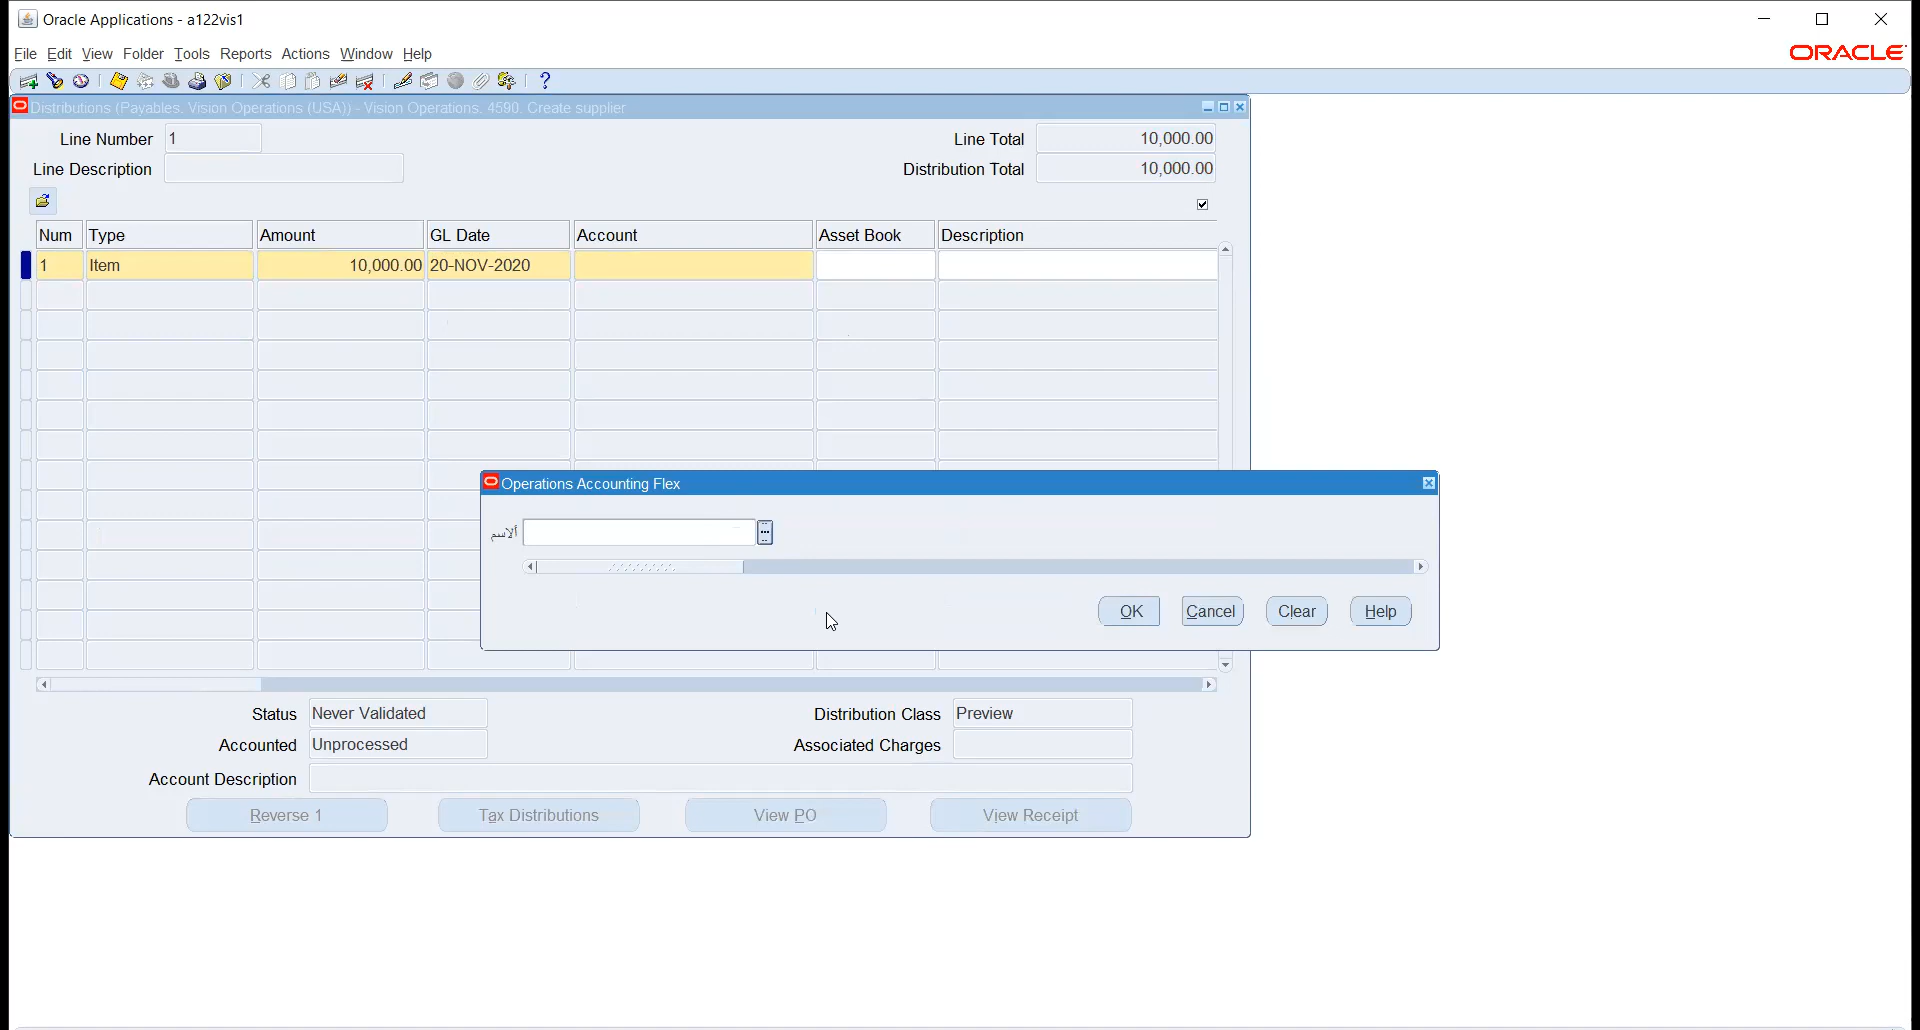 Oracle Applications - a122vis1
File Edit View Folder Tools Reports Actions Window Help
ORACLE
Distributions (Payables. Vision Operations (USA)) - Vision Operations. 4590. Create supplier
Line Number 1
Line Total 10,000.00
Line Description
Distribution Total 10,000.00
Num Type Amount GL Date Account Asset Book Description
1 Item 10,000.00 20-NOV-2020
Operations Accounting Flex
ألاسم
OK Cancel Clear Help
Status Never Validated
Distribution Class Preview
Accounted Unprocessed
Associated Charges
Account Description
Reverse 1 Tax Distributions View PO View Receipt